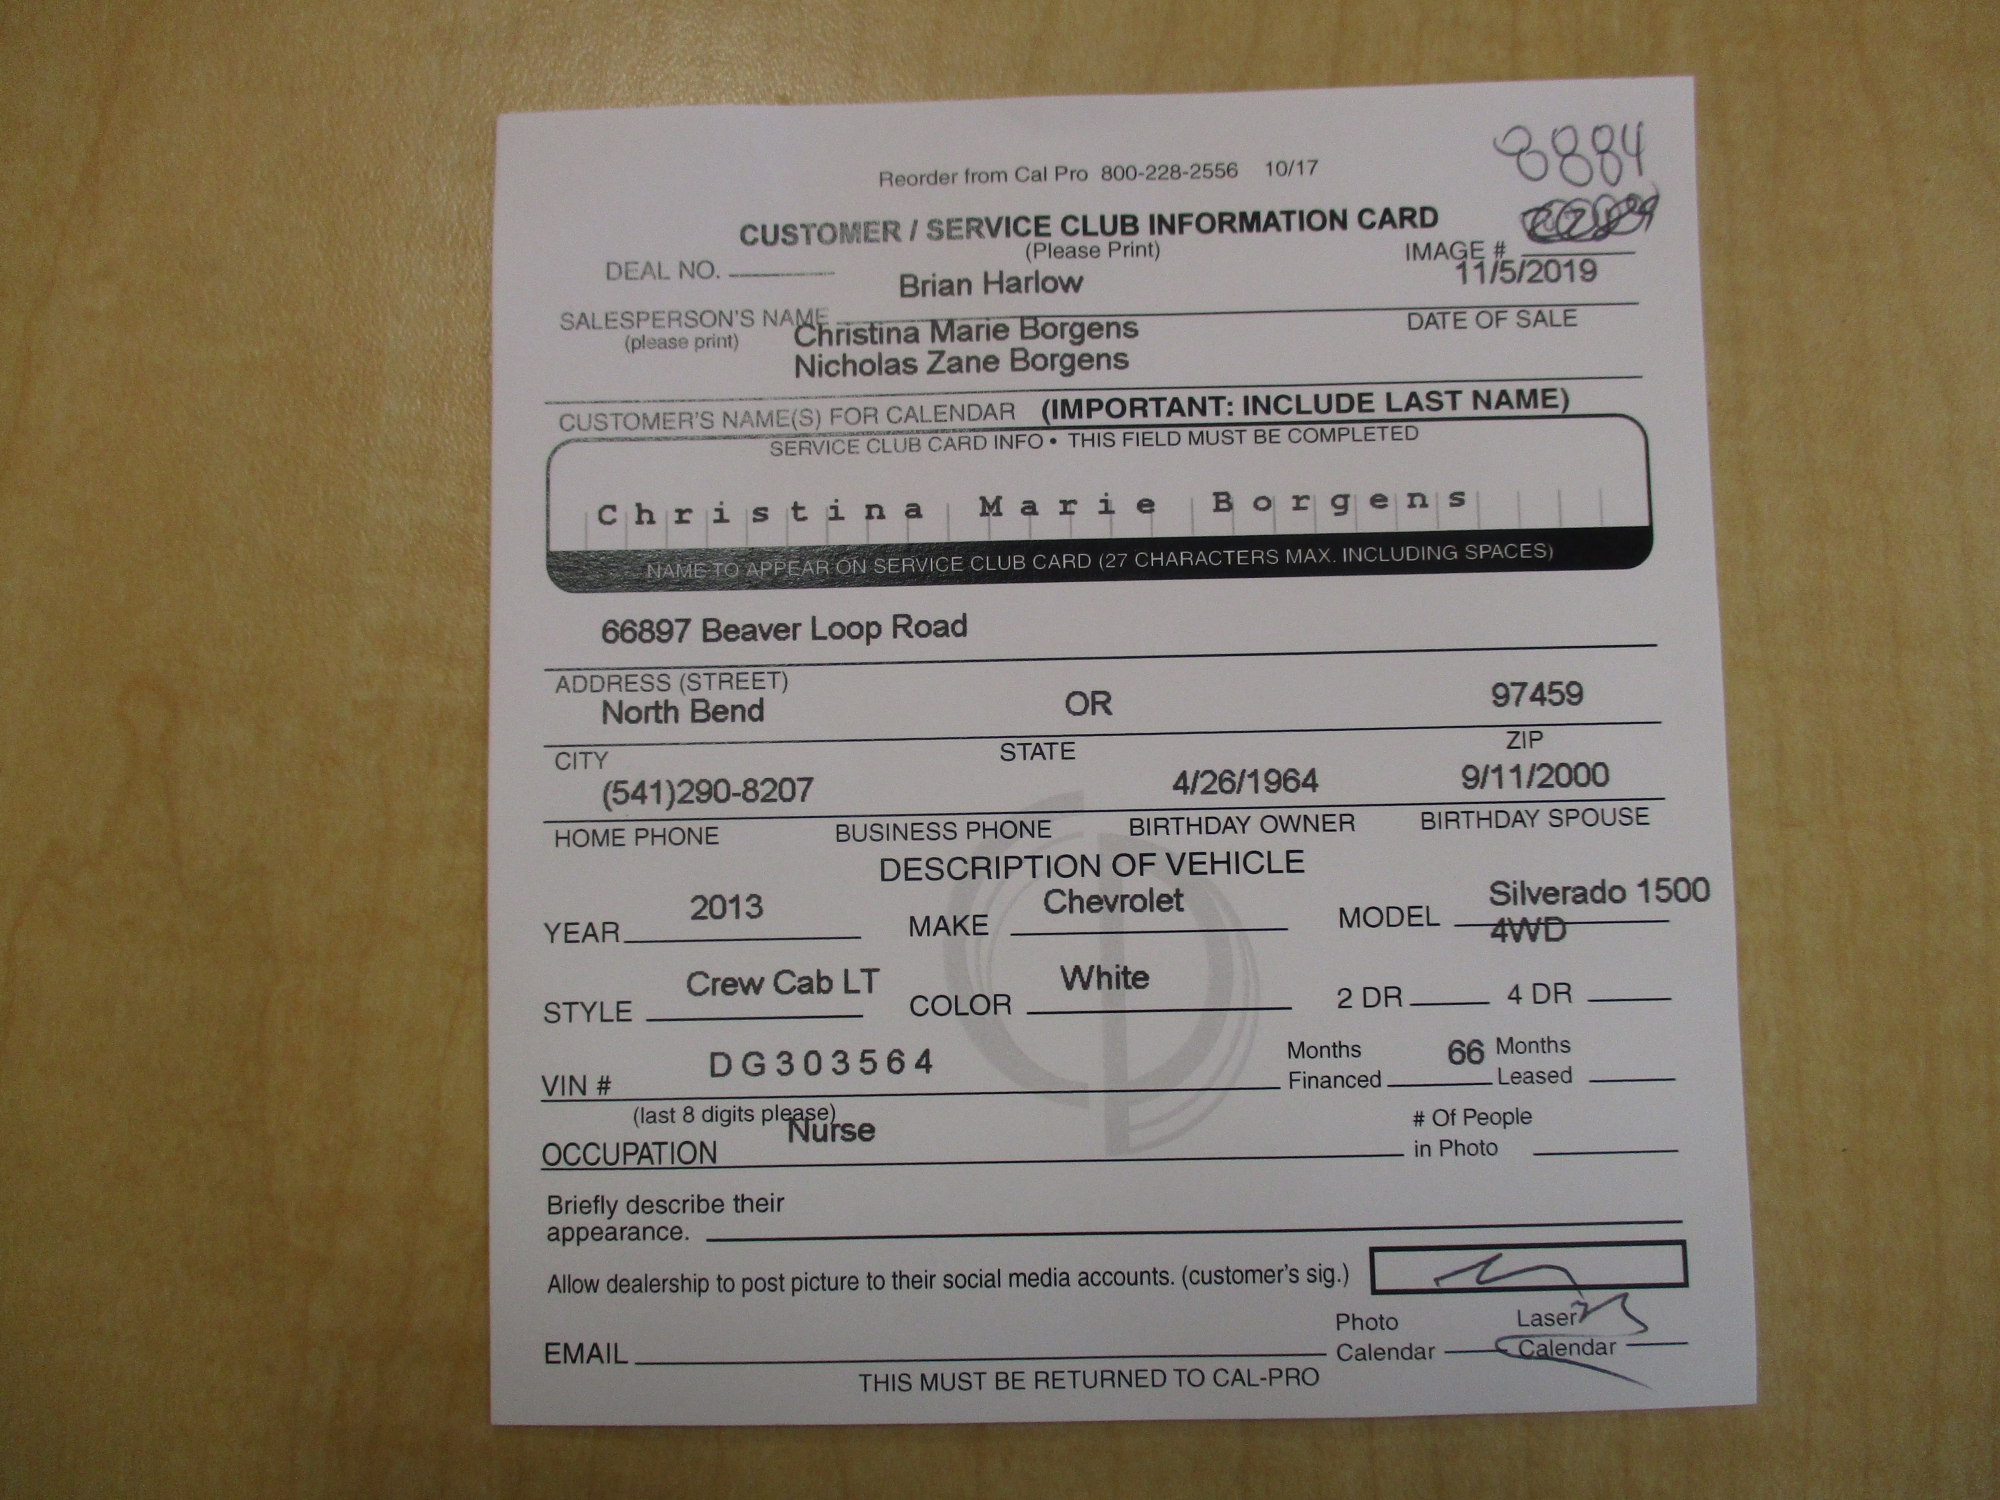 8884
Reorder from Cal Pro 800-228-2556 10/17
CUSTOMER / SERVICE CLUB INFORMATION CARD
(Please Print)
DEAL NO. IMAGE #
Brian Harlow 11/5/2019
SALESPERSON'S NAME DATE OF SALE
(please print)
Christina Marie Borgens
Nicholas Zane Borgens
CUSTOMER'S NAME(S) FOR CALENDAR (IMPORTANT: INCLUDE LAST NAME)
SERVICE CLUB CARD INFO • THIS FIELD MUST BE COMPLETED
Christina Marie Borgens
NAME TO APPEAR ON SERVICE CLUB CARD (27 CHARACTERS MAX. INCLUDING SPACES)
66897 Beaver Loop Road
ADDRESS (STREET)
North Bend OR 97459
CITY STATE ZIP
(541)290-8207 4/26/1964 9/11/2000
HOME PHONE BUSINESS PHONE BIRTHDAY OWNER BIRTHDAY SPOUSE
DESCRIPTION OF VEHICLE
YEAR 2013 MAKE Chevrolet MODEL Silverado 1500
4WD
STYLE Crew Cab LT COLOR White 2 DR 4 DR
VIN # DG303564 Months Financed 66 Months Leased
(last 8 digits please)
OCCUPATION Nurse # Of People in Photo
Briefly describe their
appearance.
Allow dealership to post picture to their social media accounts. (customer's sig.)
EMAIL Photo Calendar Laser Calendar
THIS MUST BE RETURNED TO CAL-PRO